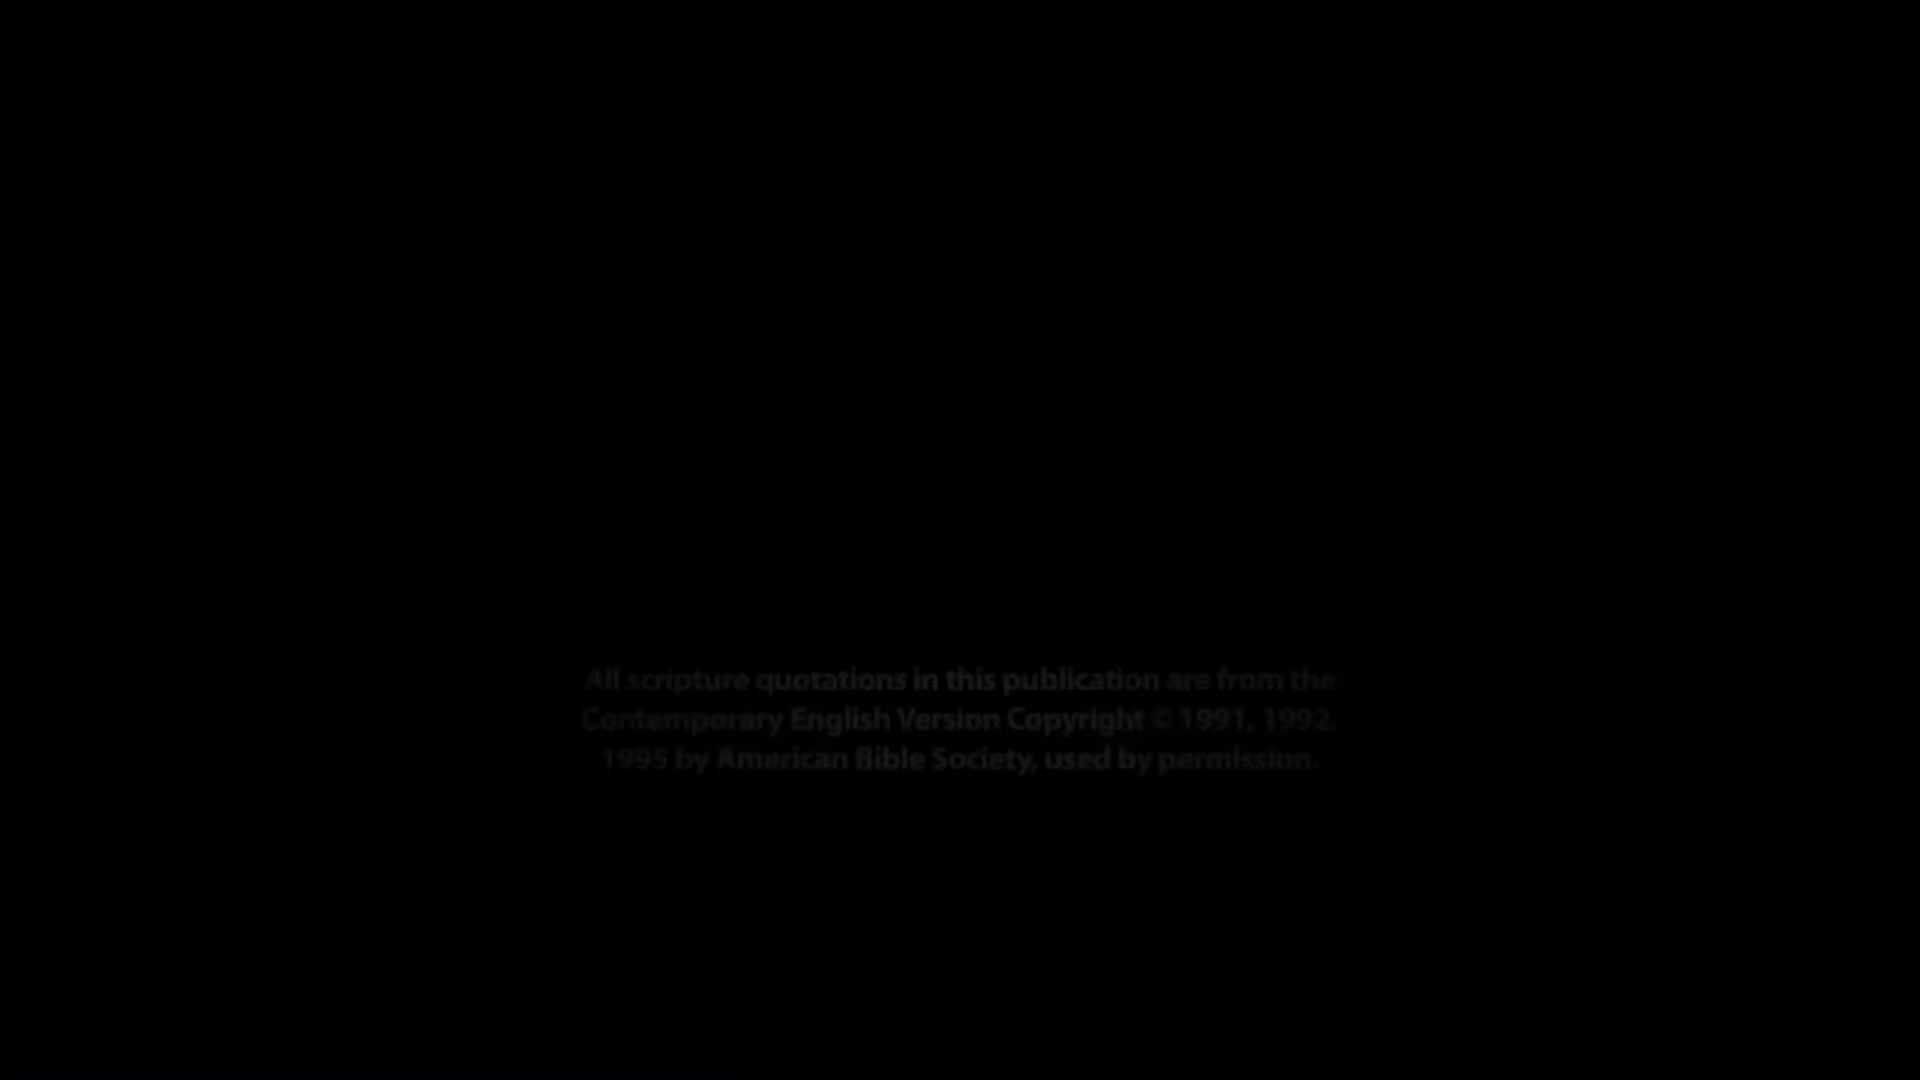 All scripture quotations in this publication are from the
Contemporary English Version Copyright © 1991, 1992,
1995 by American Bible Society, used by permission.